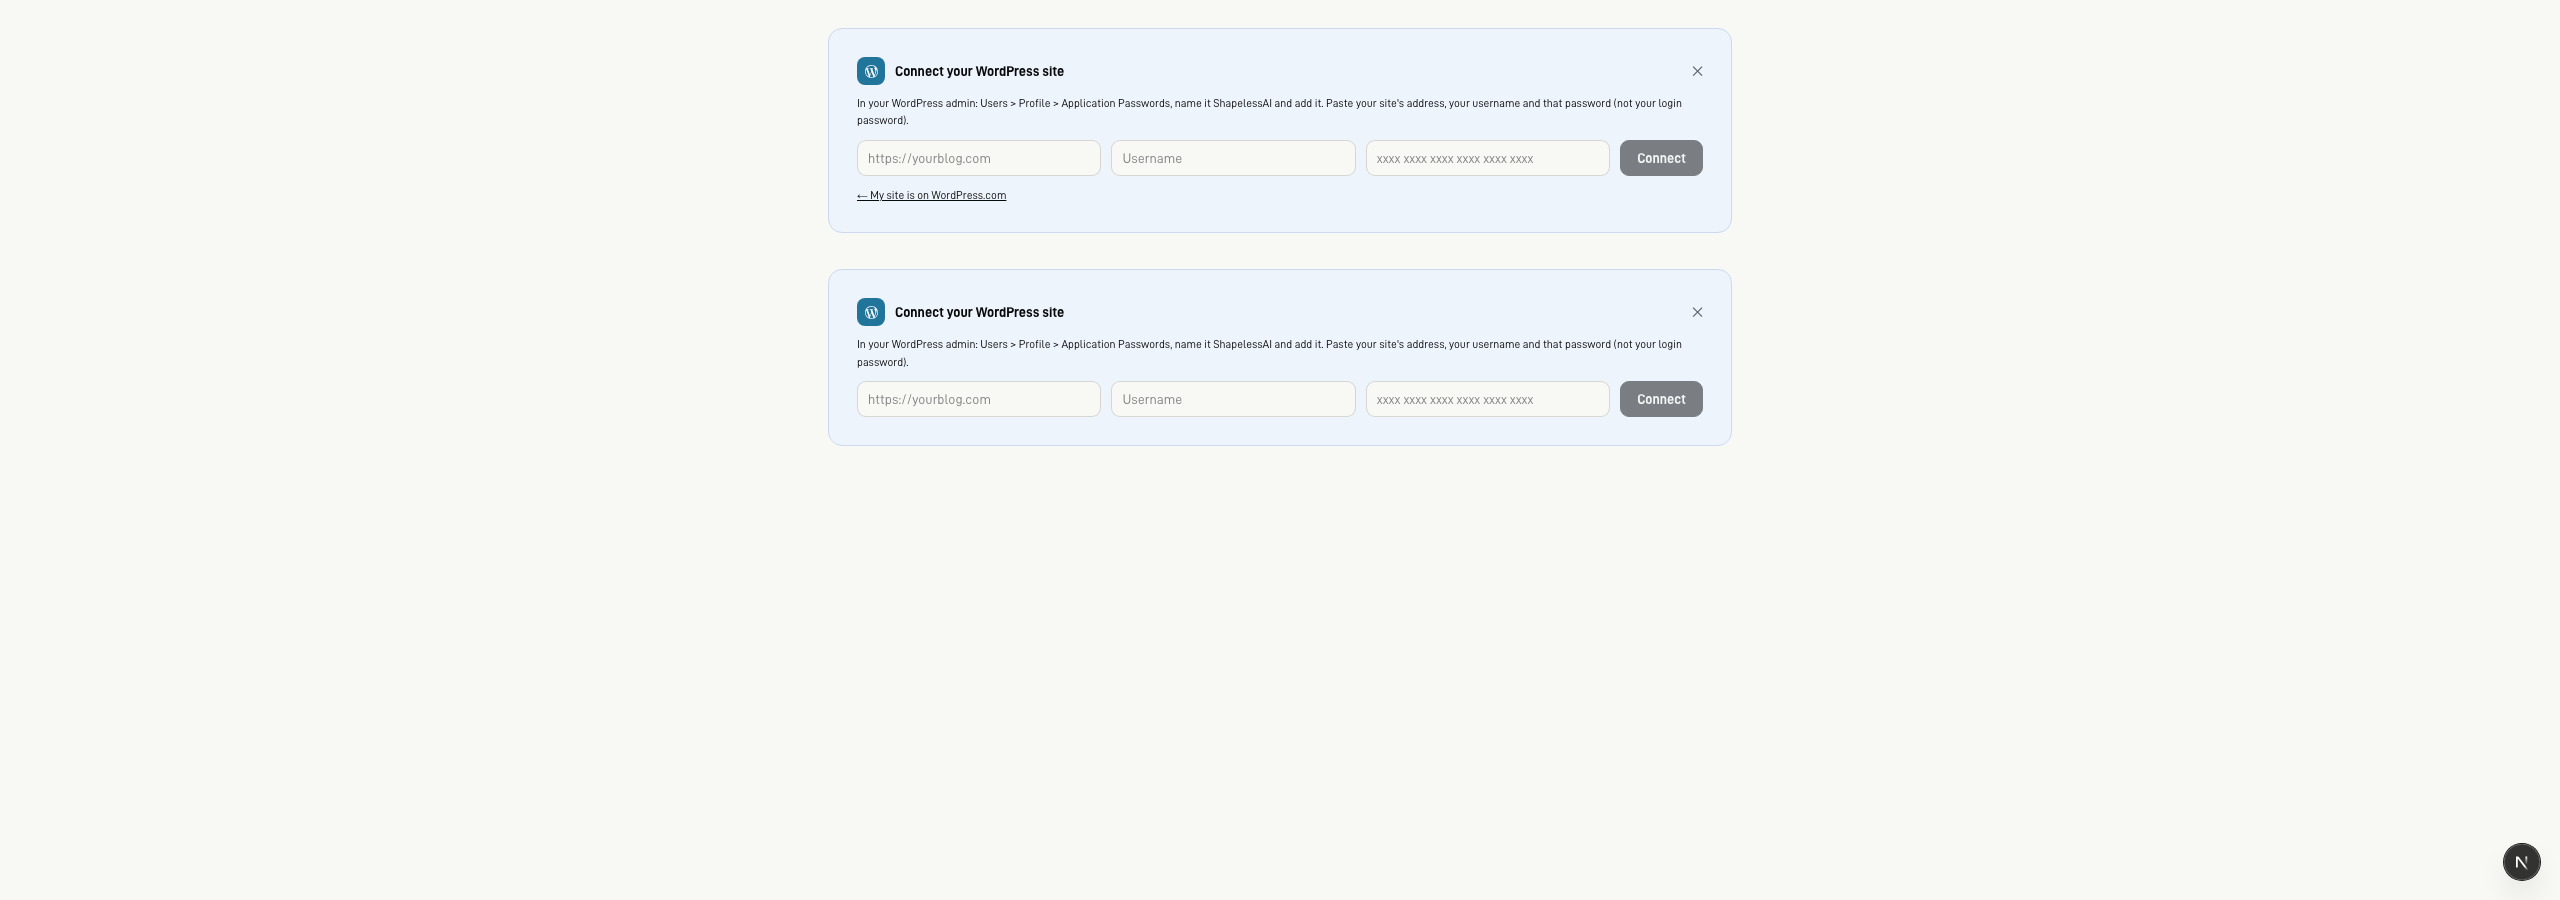 Connect your WordPress site
In your WordPress admin: Users > Profile > Application Passwords, name it ShapelessAI and add it. Paste your site's address, your username and that password (not your login
password).
https://yourblog.com Username xxxx xxxx xxxx xxxx xxxx xxxx Connect
← My site is on WordPress.com
Connect your WordPress site
In your WordPress admin: Users > Profile > Application Passwords, name it ShapelessAI and add it. Paste your site's address, your username and that password (not your login
password).
https://yourblog.com Username xxxx xxxx xxxx xxxx xxxx xxxx Connect